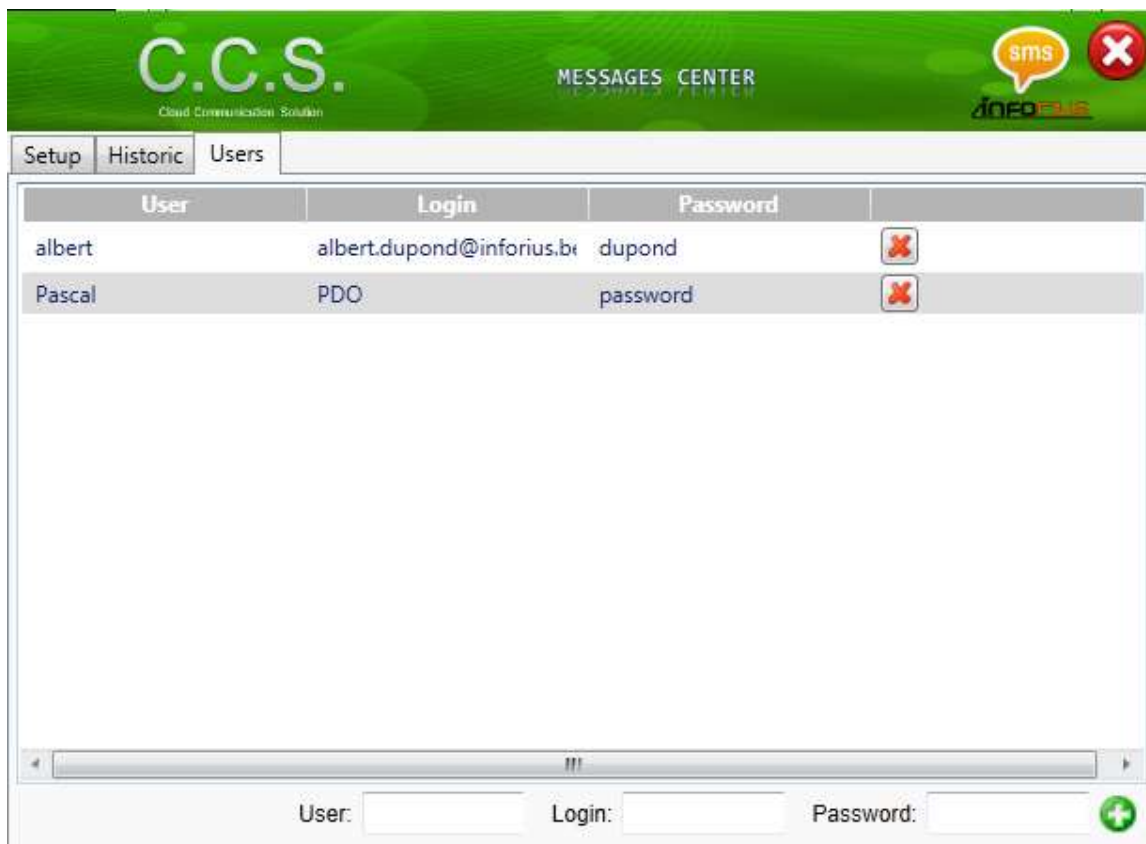 C.C.S.
Cloud Communication Solution
MESSAGES CENTER
sms
Setup Historic Users
User Login Password
albert albert.dupond@inforius.be dupond
Pascal PDO password
User: Login: Password: